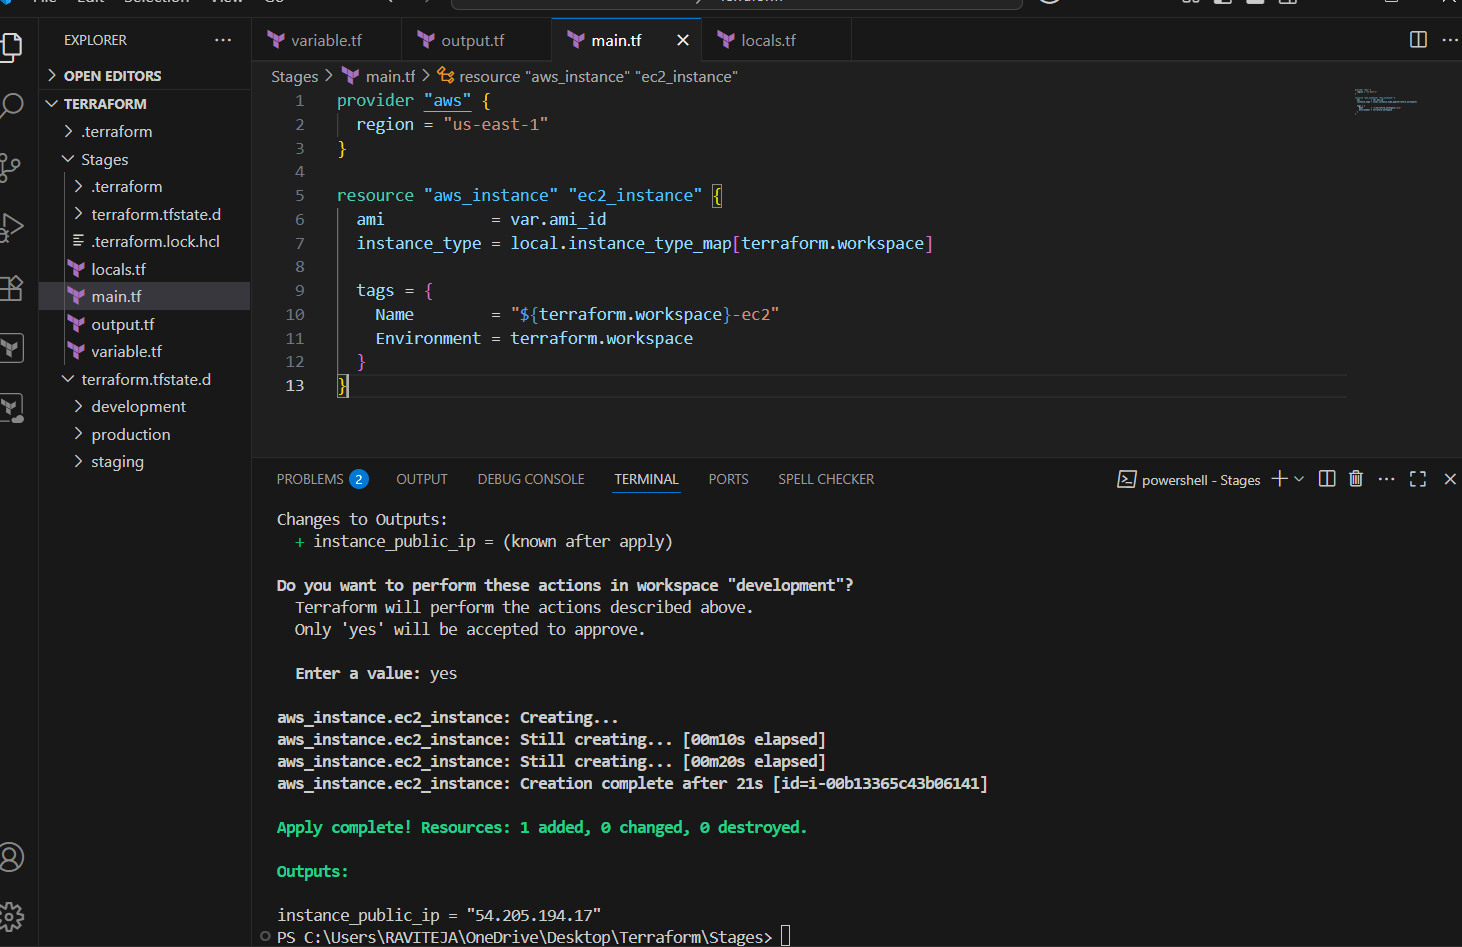 EXPLORER
OPEN EDITORS
TERRAFORM
.terraform
Stages
.terraform
terraform.tfstate.d
.terraform.lock.hcl
locals.tf
main.tf
output.tf
variable.tf
terraform.tfstate.d
development
production
staging
variable.tf output.tf main.tf locals.tf
Stages > main.tf > resource "aws_instance" "ec2_instance"
1 provider "aws" {
2   region = "us-east-1"
3 }
4
5 resource "aws_instance" "ec2_instance" {
6   ami           = var.ami_id
7   instance_type = local.instance_type_map[terraform.workspace]
8
9   tags = {
10     Name        = "${terraform.workspace}-ec2"
11     Environment = terraform.workspace
12   }
13 }
PROBLEMS 2 OUTPUT DEBUG CONSOLE TERMINAL PORTS SPELL CHECKER powershell - Stages
Changes to Outputs:
  + instance_public_ip = (known after apply)
Do you want to perform these actions in workspace "development"?
  Terraform will perform the actions described above.
  Only 'yes' will be accepted to approve.
  Enter a value: yes
aws_instance.ec2_instance: Creating...
aws_instance.ec2_instance: Still creating... [00m10s elapsed]
aws_instance.ec2_instance: Still creating... [00m20s elapsed]
aws_instance.ec2_instance: Creation complete after 21s [id=i-00b13365c43b06141]
Apply complete! Resources: 1 added, 0 changed, 0 destroyed.
Outputs:
instance_public_ip = "54.205.194.17"
PS C:\Users\RAVITEJA\OneDrive\Desktop\Terraform\Stages>